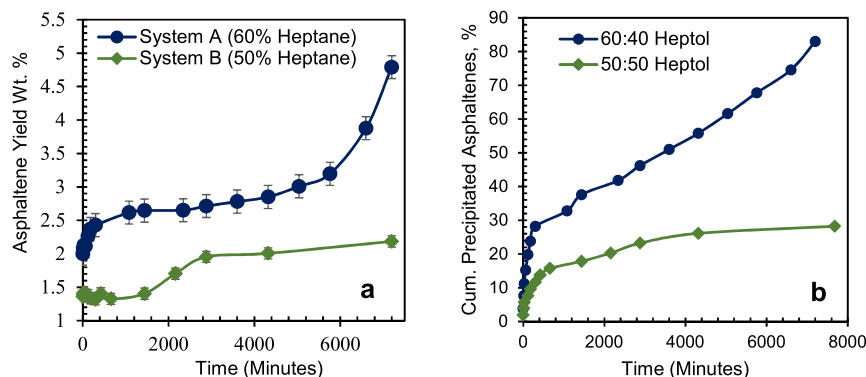 5.5
5
4.5
4
3.5
3
2.5
2
1.5
1
Asphaltene Yield Wt. %
System A (60% Heptane)
System B (50% Heptane)
a
0
2000
4000
6000
Time (Minutes)
90
80
70
60
50
40
30
20
10
0
Cum. Precipitated Asphaltenes, %
60:40 Heptol
50:50 Heptol
b
0
2000
4000
6000
8000
Time (Minutes)